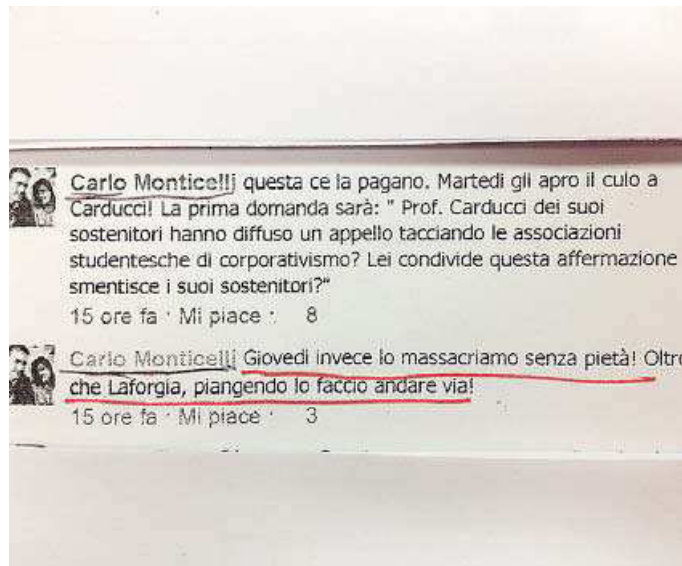 Carlo Monticelli questa ce la pagano. Martedi gli apro il culo a
Carducci! La prima domanda sarà: " Prof. Carducci dei suoi
sostenitori hanno diffuso un appello tacciando le associazioni
studentesche di corporativismo? Lei condivide questa affermazione
smentisce i suoi sostenitori?"
15 ore fa · Mi piace · 8
Carlo Monticelli Giovedi invece lo massacriamo senza pietà! Oltre
che Laforgia, piangendo lo faccio andare via!
15 ore fa · Mi piace · 3